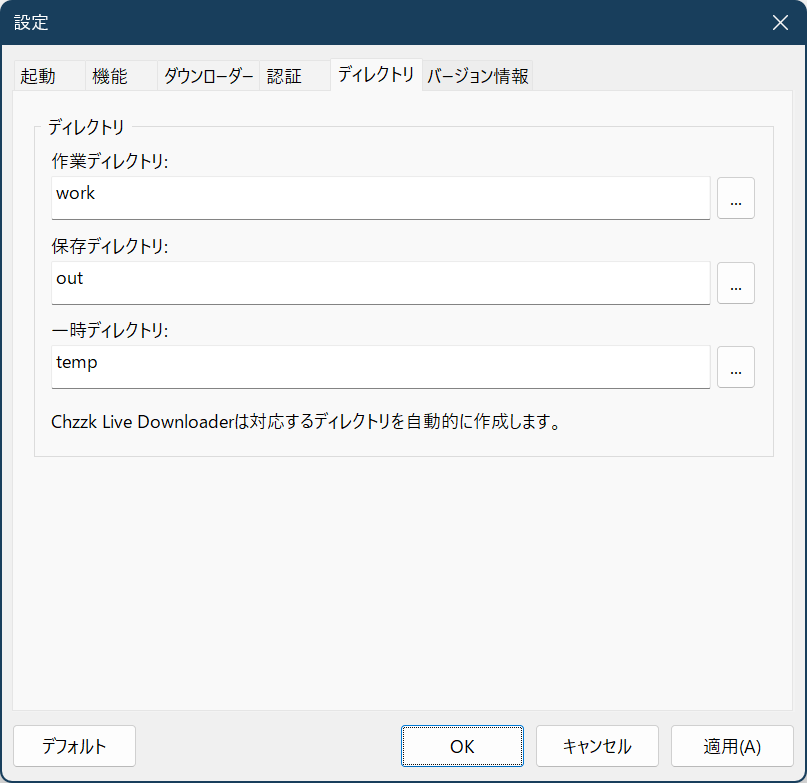 設定
起動 機能 ダウンローダー 認証 ディレクトリ バージョン情報
ディレクトリ
作業ディレクトリ:
work
...
保存ディレクトリ:
out
...
一時ディレクトリ:
temp
...
Chzzk Live Downloaderは対応するディレクトリを自動的に作成します。
デフォルト OK キャンセル 適用(A)